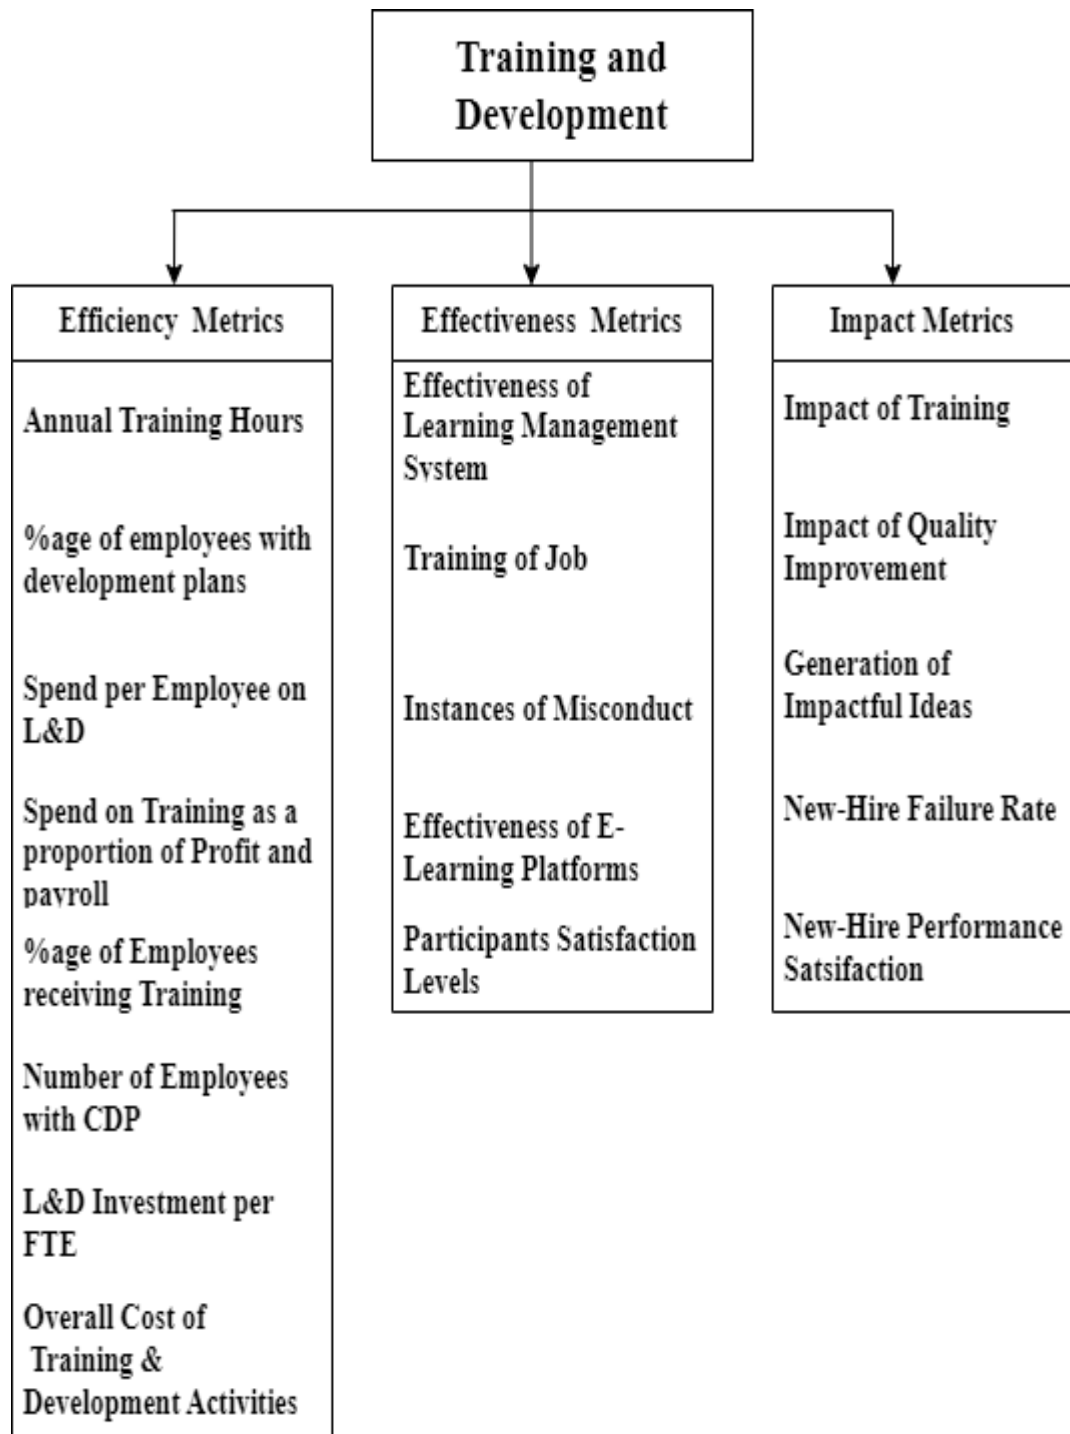 Training and
Development
Efficiency Metrics
Annual Training Hours
%age of employees with
development plans
Spend per Employee on
L&D
Spend on Training as a
proportion of Profit and
payroll
%age of Employees
receiving Training
Number of Employees
with CDP
L&D Investment per
FTE
Overall Cost of
Training &
Development Activities
Effectiveness Metrics
Effectiveness of
Learning Management
System
Training of Job
Instances of Misconduct
Effectiveness of E-
Learning Platforms
Participants Satisfaction
Levels
Impact Metrics
Impact of Training
Impact of Quality
Improvement
Generation of
Impactful Ideas
New-Hire Failure Rate
New-Hire Performance
Satsifaction